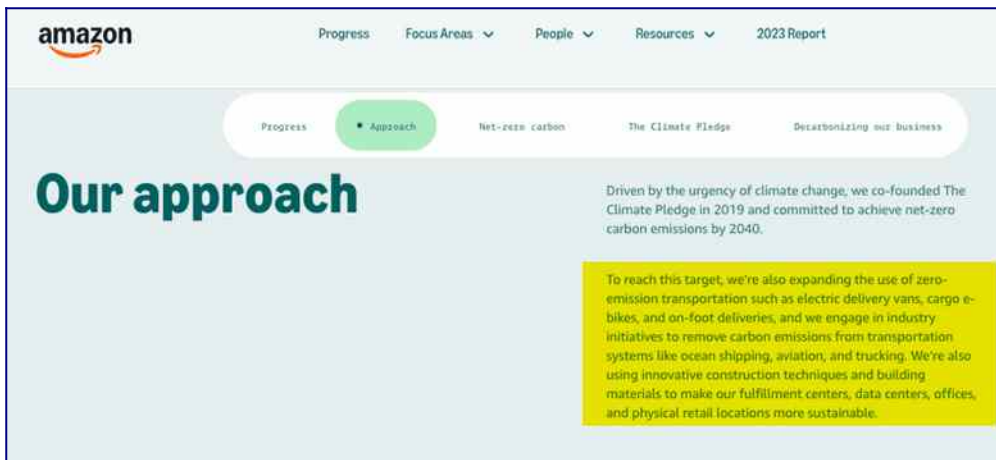 amazon
Progress Focus Areas People Resources 2023 Report
Progress Approach Net-zero carbon The Climate Pledge Decarbonizing our business
Our approach
Driven by the urgency of climate change, we co-founded The
Climate Pledge in 2019 and committed to achieve net-zero
carbon emissions by 2040.
To reach this target, we're also expanding the use of zero-
emission transportation such as electric delivery vans, cargo e-
bikes, and on-foot deliveries, and we engage in industry
initiatives to remove carbon emissions from transportation
systems like ocean shipping, aviation, and trucking. We're also
using innovative construction techniques and building
materials to make our fulfillment centers, data centers, offices,
and physical retail locations more sustainable.